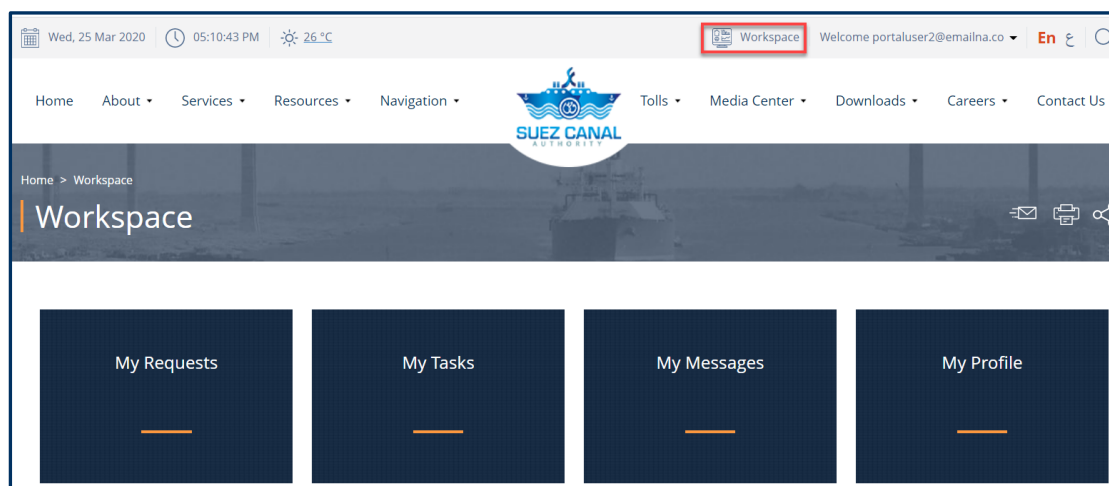 Wed, 25 Mar 2020 05:10:43 PM 26 °C Workspace Welcome portaluser2@emailna.co En ع
Home About Services Resources Navigation Tolls Media Center Downloads Careers Contact Us
SUEZ CANAL
AUTHORITY
Home > Workspace
Workspace
My Requests My Tasks My Messages My Profile